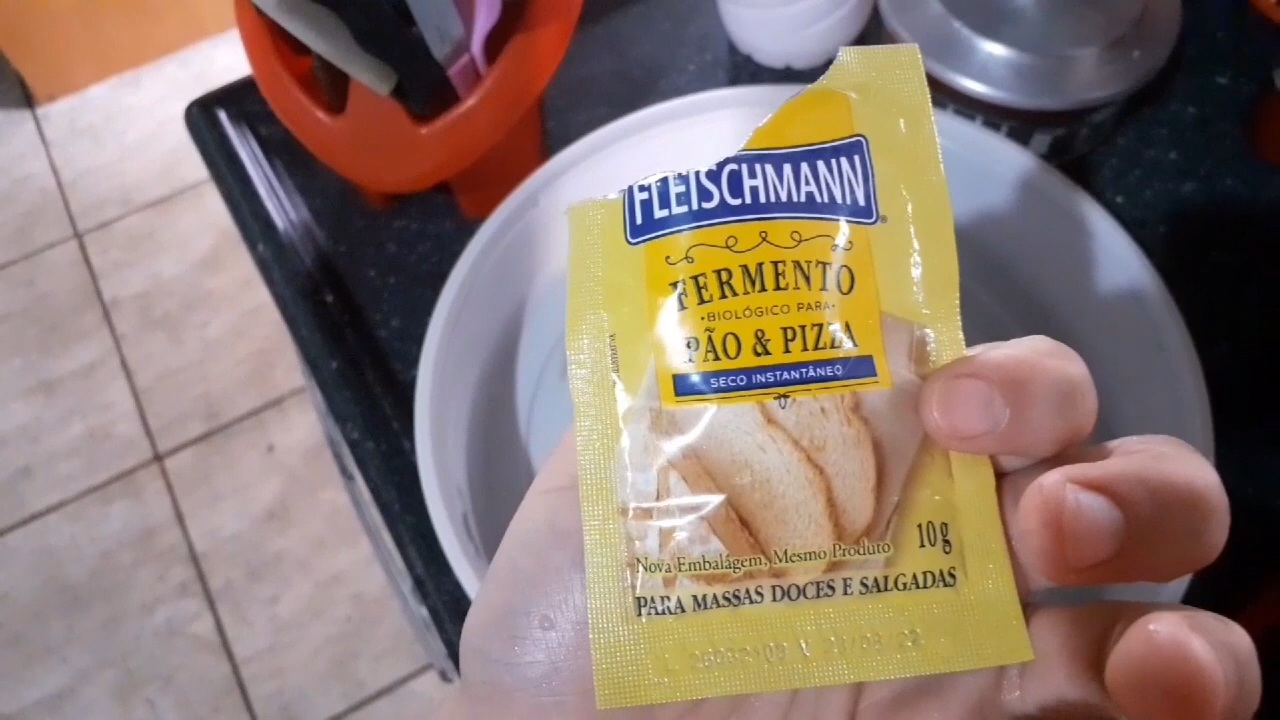 FLEISCHMANN
FERMENTO
•BIOLÓGICO PARA•
PÃO & PIZZA
SECO INSTANTÂNEO
Nova Embalagem, Mesmo Produto
10g
PARA MASSAS DOCES E SALGADAS